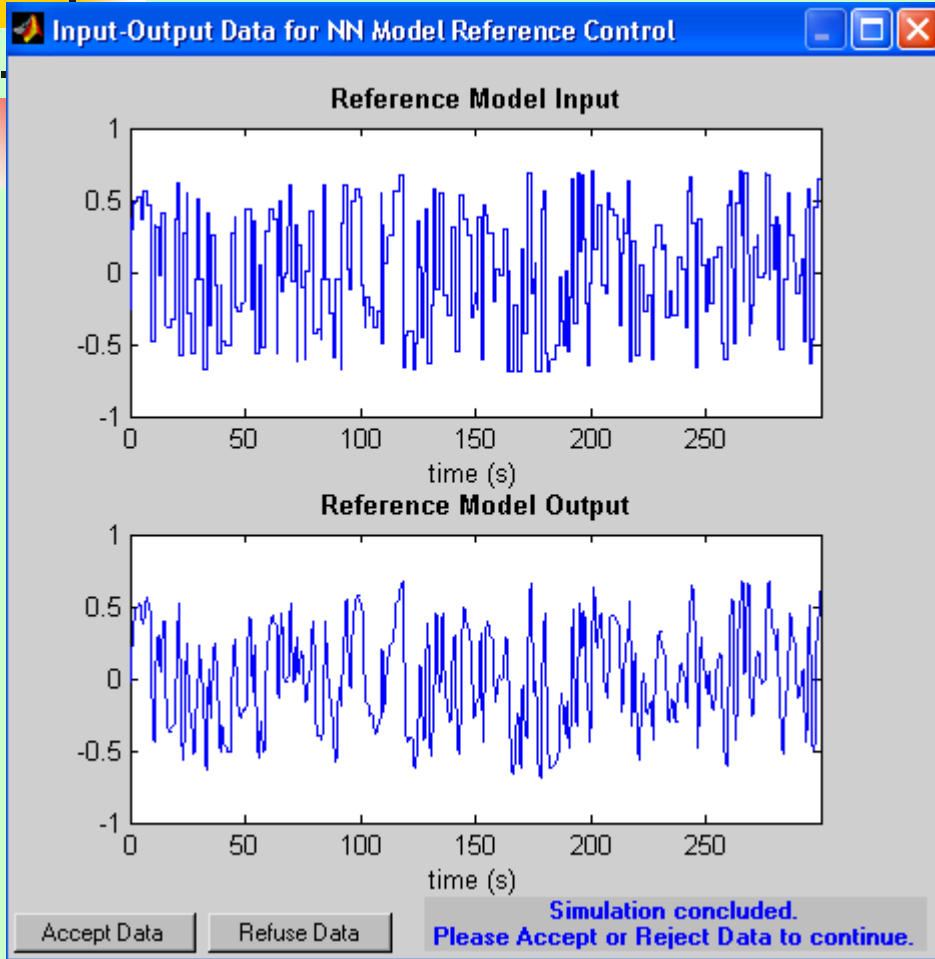 Input-Output Data for NN Model Reference Control
Reference Model Input
1
0.5
0
-0.5
-1
0
50
100
150
200
250
time (s)
Reference Model Output
1
0.5
0
-0.5
-1
0
50
100
150
200
250
time (s)
Accept Data
Refuse Data
Simulation concluded.
Please Accept or Reject Data to continue.